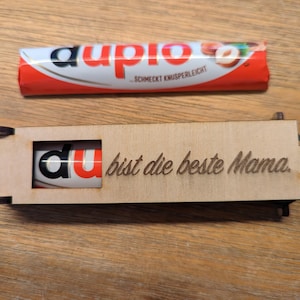 duplo
...SCHMECKT KNUSPERLEICHT
du bist die beste Mama.